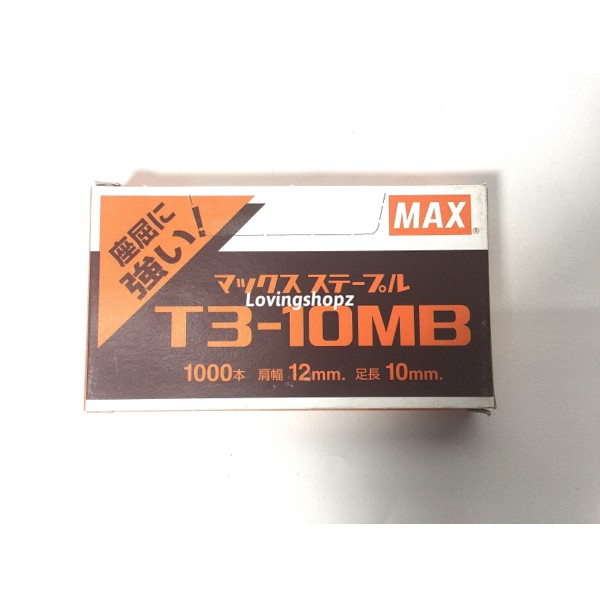 座屈に
強い!
MAX
®
マックス ステープル
Lovingshopz
T3-10MB
1000本 肩幅 12mm. 足長 10mm.